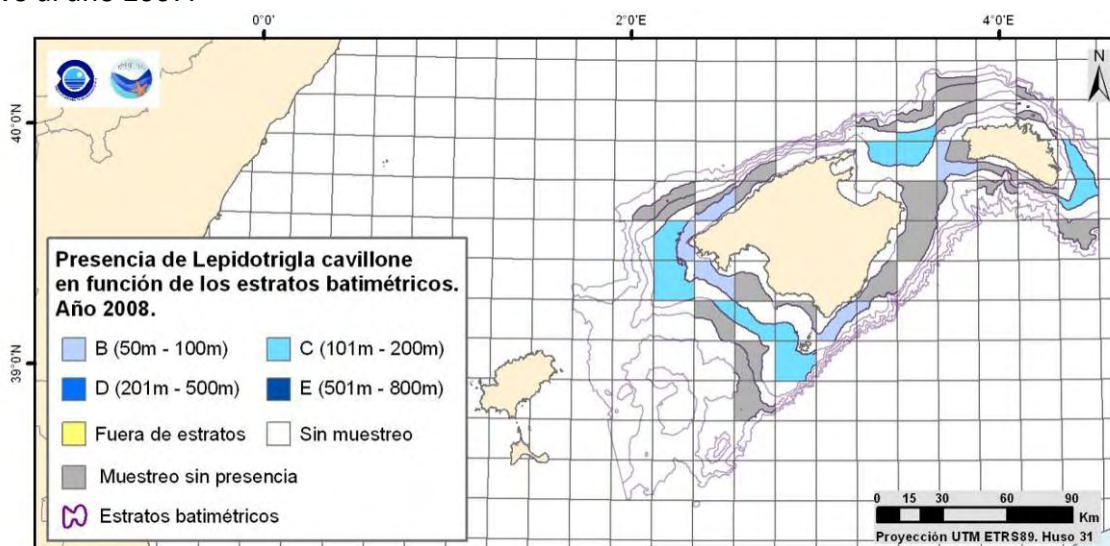 0°0'
2°0'E
4°0'E
N
40°0'N
39°0'N
Presencia de Lepidotrigla cavillone
en función de los estratos batimétricos.
Año 2008.
B (50m - 100m)
C (101m - 200m)
D (201m - 500m)
E (501m - 800m)
Fuera de estratos
Sin muestreo
Muestreo sin presencia
Estratos batimétricos
0 15 30 60 90
Km
Proyección UTM ETRS89. Huso 31